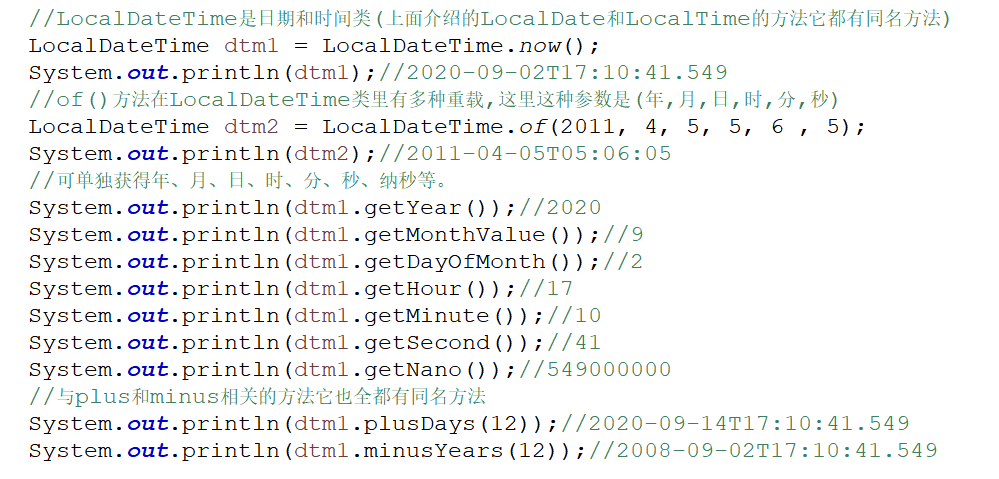 //LocalDateTime是日期和时间类(上面介绍的LocalDate和LocalTime的方法它都有同名方法)
LocalDateTime dtm1 = LocalDateTime.now();
System.out.println(dtm1);//2020-09-02T17:10:41.549
//of()方法在LocalDateTime类里有多种重载,这里这种参数是(年,月,日,时,分,秒)
LocalDateTime dtm2 = LocalDateTime.of(2011, 4, 5, 5, 6 , 5);
System.out.println(dtm2);//2011-04-05T05:06:05
//可单独获得年、月、日、时、分、秒、纳秒等。
System.out.println(dtm1.getYear());//2020
System.out.println(dtm1.getMonthValue());//9
System.out.println(dtm1.getDayOfMonth());//2
System.out.println(dtm1.getHour());//17
System.out.println(dtm1.getMinute());//10
System.out.println(dtm1.getSecond());//41
System.out.println(dtm1.getNano());//549000000
//与plus和minus相关的方法它也全都有同名方法
System.out.println(dtm1.plusDays(12));//2020-09-14T17:10:41.549
System.out.println(dtm1.minusYears(12));//2008-09-02T17:10:41.549